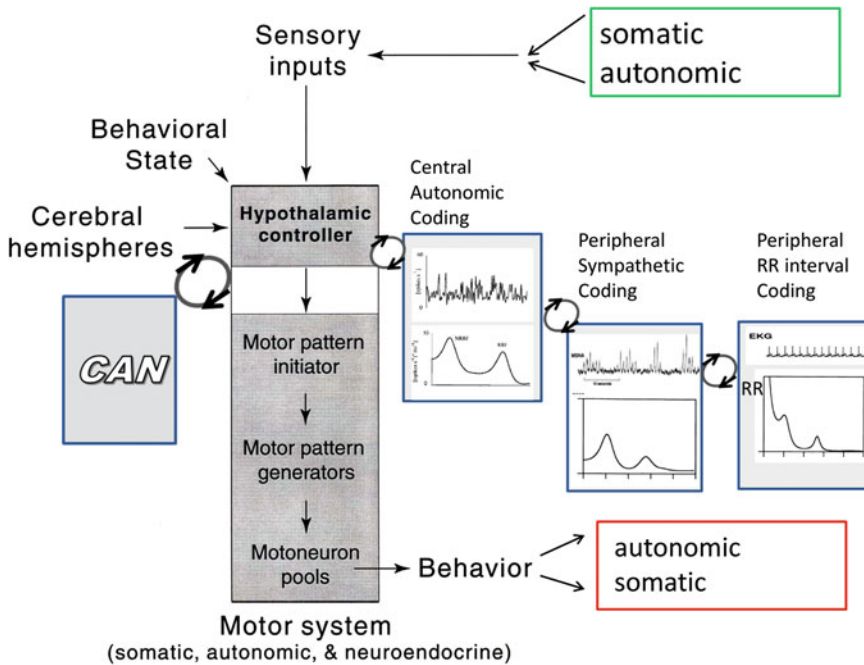 Sensory
inputs
somatic
autonomic
Behavioral
State
Cerebral
hemispheres
Hypothalamic
controller
CAN
Central
Autonomic
Coding
Peripheral
Sympathetic
Coding
Peripheral
RR interval
Coding
EKG
RR
Motor pattern
initiator
Motor pattern
generators
Motoneuron
pools
Behavior
autonomic
somatic
Motor system
(somatic, autonomic, & neuroendocrine)